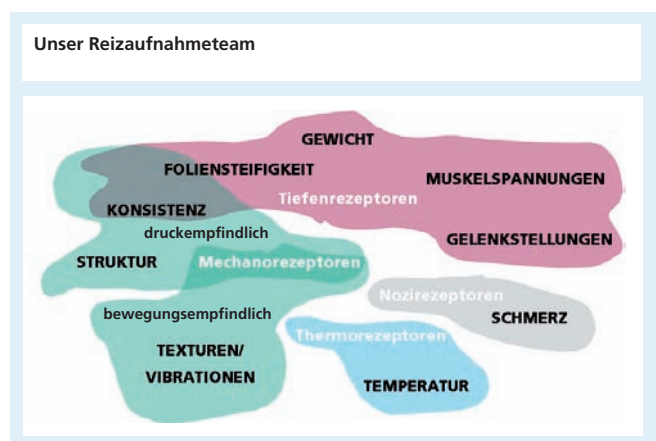 Unser Reizaufnahmeteam
GEWICHT
FOLIENSTEIFIGKEIT
MUSKELSPANNUNGEN
Tiefenrezeptoren
KONSISTENZ
druckempfindlich
GELENKSTELLUNGEN
STRUKTUR
Mechanorezeptoren
Nozirezeptoren
bewegungsempfindlich
SCHMERZ
Thermorezeptoren
TEXTUREN/
VIBRATIONEN
TEMPERATUR